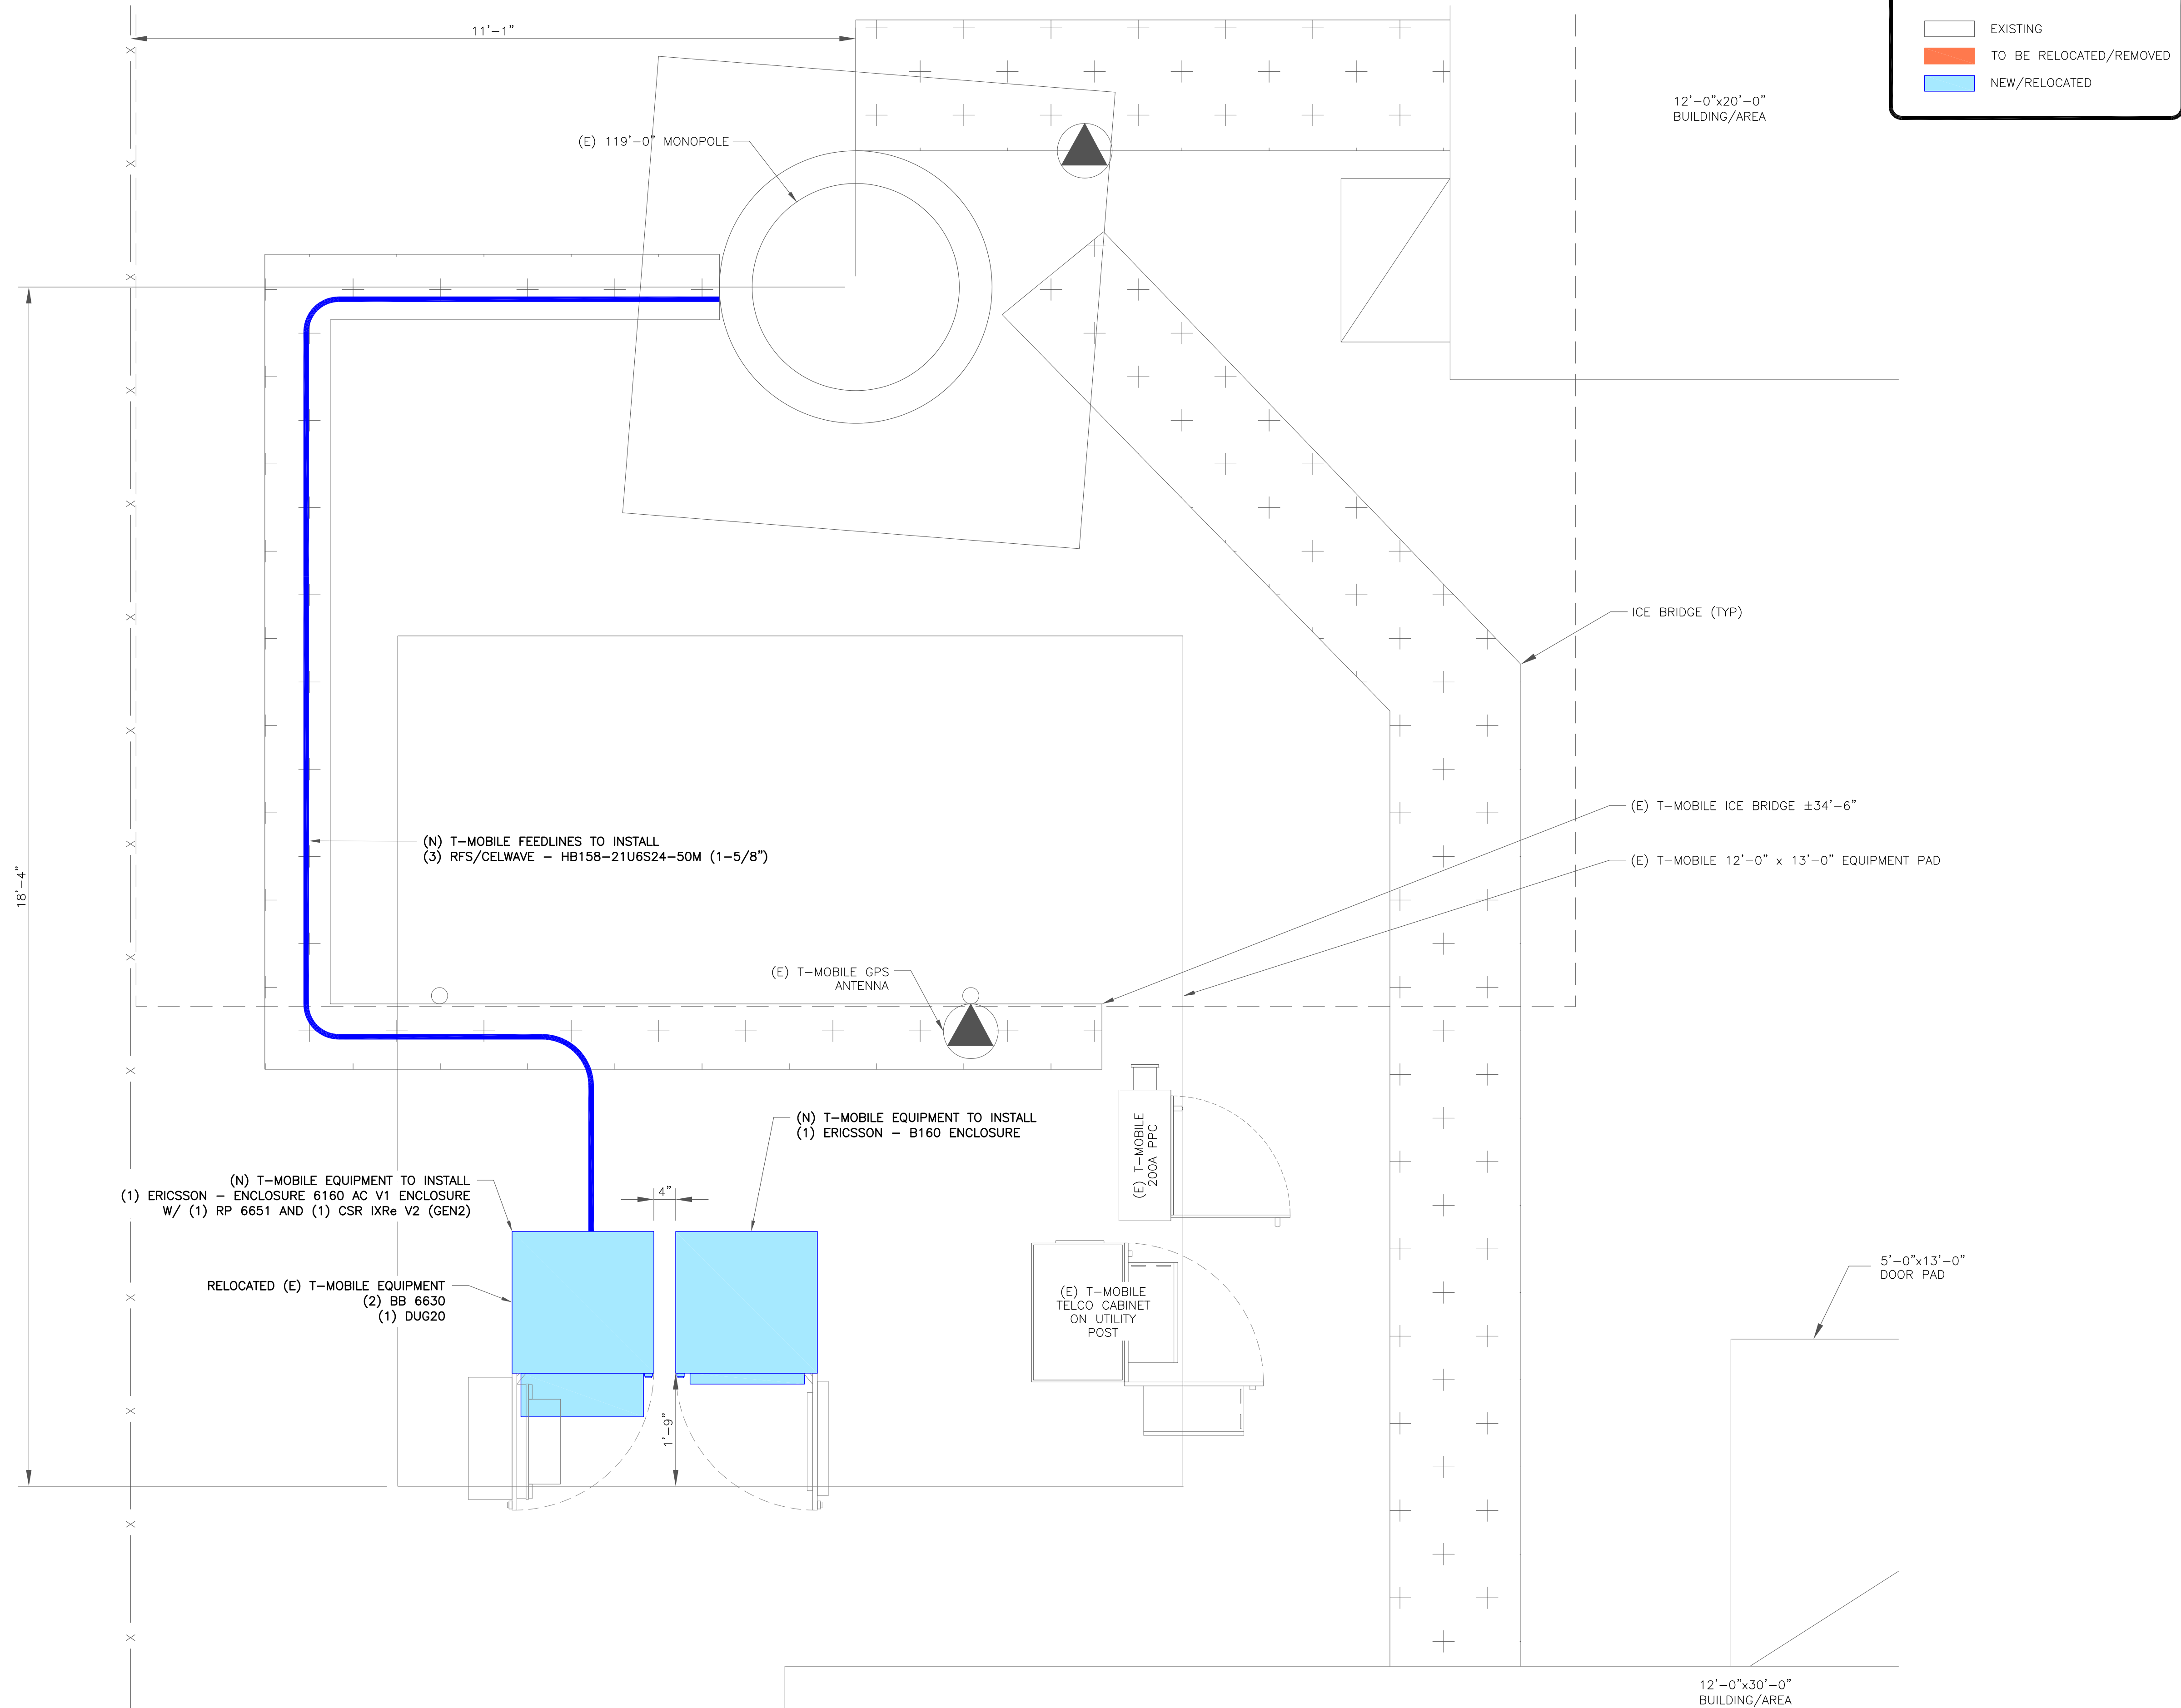 11'-1"
EXISTING
TO BE RELOCATED/REMOVED
NEW/RELOCATED
12'-0"x20'-0"
BUILDING/AREA
(E) 119'-0" MONOPOLE
ICE BRIDGE (TYP)
(E) T-MOBILE ICE BRIDGE ±34'-6"
(E) T-MOBILE 12'-0" x 13'-0" EQUIPMENT PAD
(N) T-MOBILE FEEDLINES TO INSTALL
(3) RFS/CELWAVE - HB158-21U6S24-50M (1-5/8")
18'-4"
(E) T-MOBILE GPS
ANTENNA
(N) T-MOBILE EQUIPMENT TO INSTALL
(1) ERICSSON - B160 ENCLOSURE
(E) T-MOBILE
200A PPC
(N) T-MOBILE EQUIPMENT TO INSTALL
(1) ERICSSON - ENCLOSURE 6160 AC V1 ENCLOSURE
W/ (1) RP 6651 AND (1) CSR IXRe V2 (GEN2)
4"
RELOCATED (E) T-MOBILE EQUIPMENT
(2) BB 6630
(1) DUG20
(E) T-MOBILE
TELCO CABINET
ON UTILITY
POST
5'-0"x13'-0"
DOOR PAD
1'-9"
12'-0"x30'-0"
BUILDING/AREA